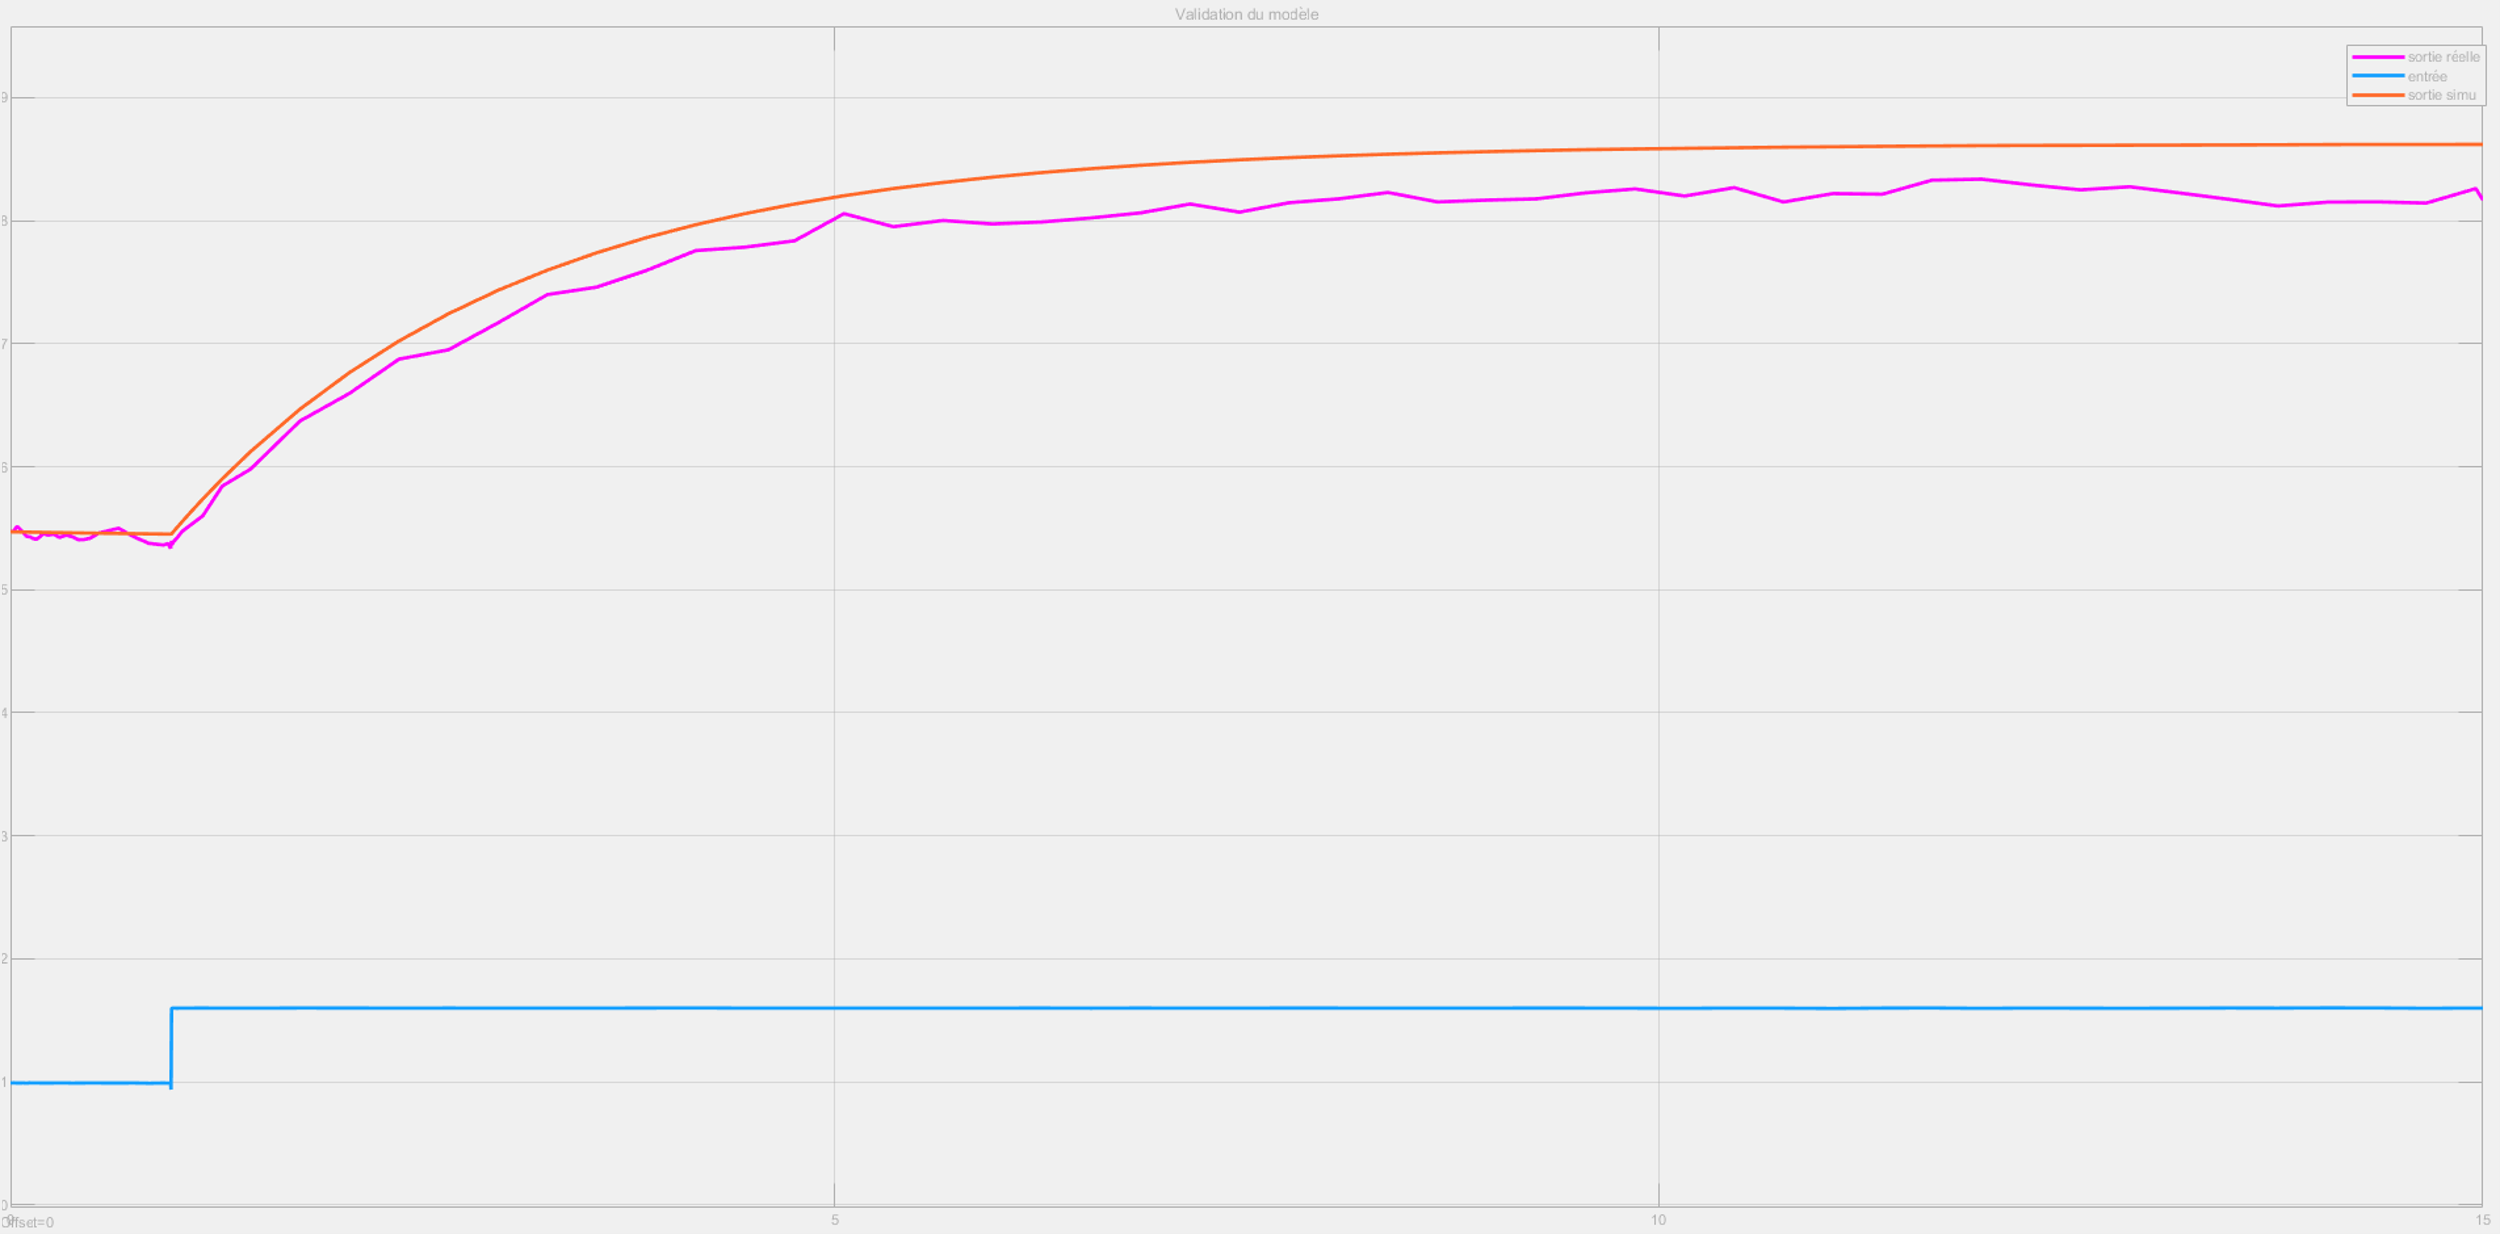 Validation du modèle
sortie réelle
entrée
sortie simu
9
8
7
6
5
4
3
2
1
0
Offset=0
5
10
15